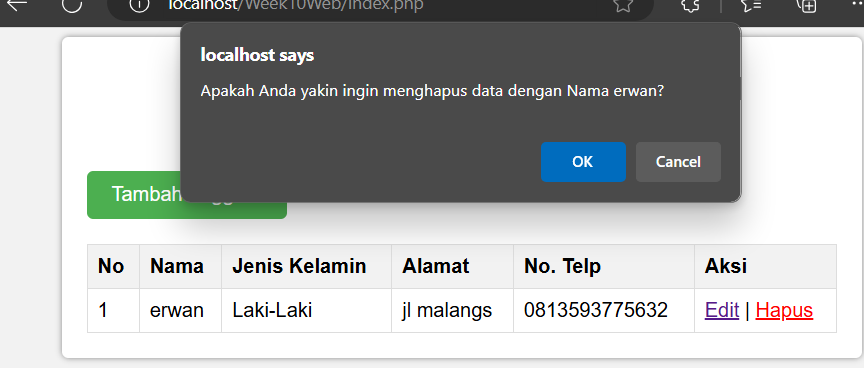 localhost/Week10Web/index.php
localhost says
Apakah Anda yakin ingin menghapus data dengan Nama erwan?
OK Cancel
Tambah
No Nama Jenis Kelamin Alamat No. Telp Aksi
1 erwan Laki-Laki jl malangs 0813593775632 Edit | Hapus